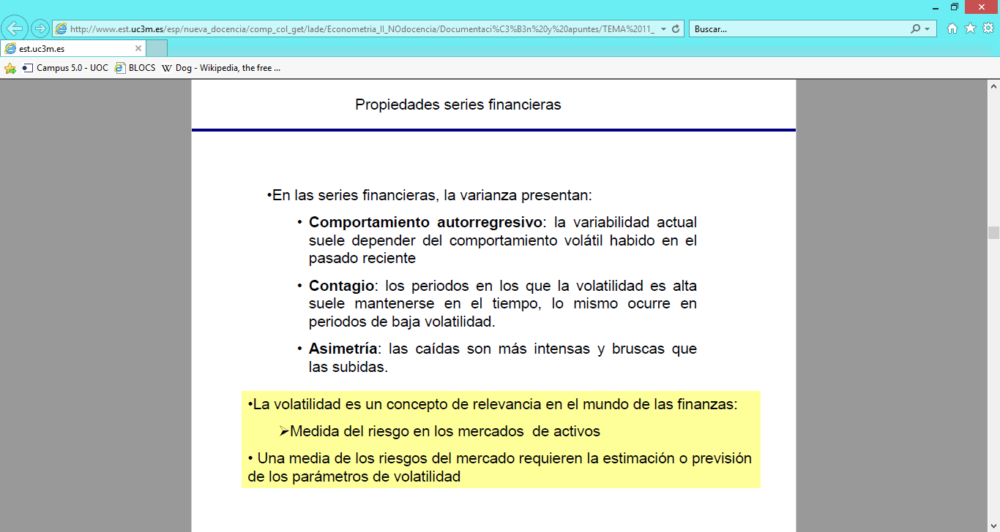 http://www.est.uc3m.es/esp/nueva_docencia/comp_col_get/lade/Econometria_II_NOdocencia/Documentaci%C3%B3n%20y%20apuntes/TEMA%2011_
Buscar...
est.uc3m.es
Campus 5.0 - UOC BLOCS W Dog - Wikipedia, the free ...
Propiedades series financieras
•En las series financieras, la varianza presentan:
• Comportamiento autorregresivo: la variabilidad actual
suele depender del comportamiento volátil habido en el
pasado reciente
• Contagio: los periodos en los que la volatilidad es alta
suele mantenerse en el tiempo, lo mismo ocurre en
periodos de baja volatilidad.
• Asimetría: las caídas son más intensas y bruscas que
las subidas.
•La volatilidad es un concepto de relevancia en el mundo de las finanzas:
➢Medida del riesgo en los mercados de activos
• Una media de los riesgos del mercado requieren la estimación o previsión
de los parámetros de volatilidad